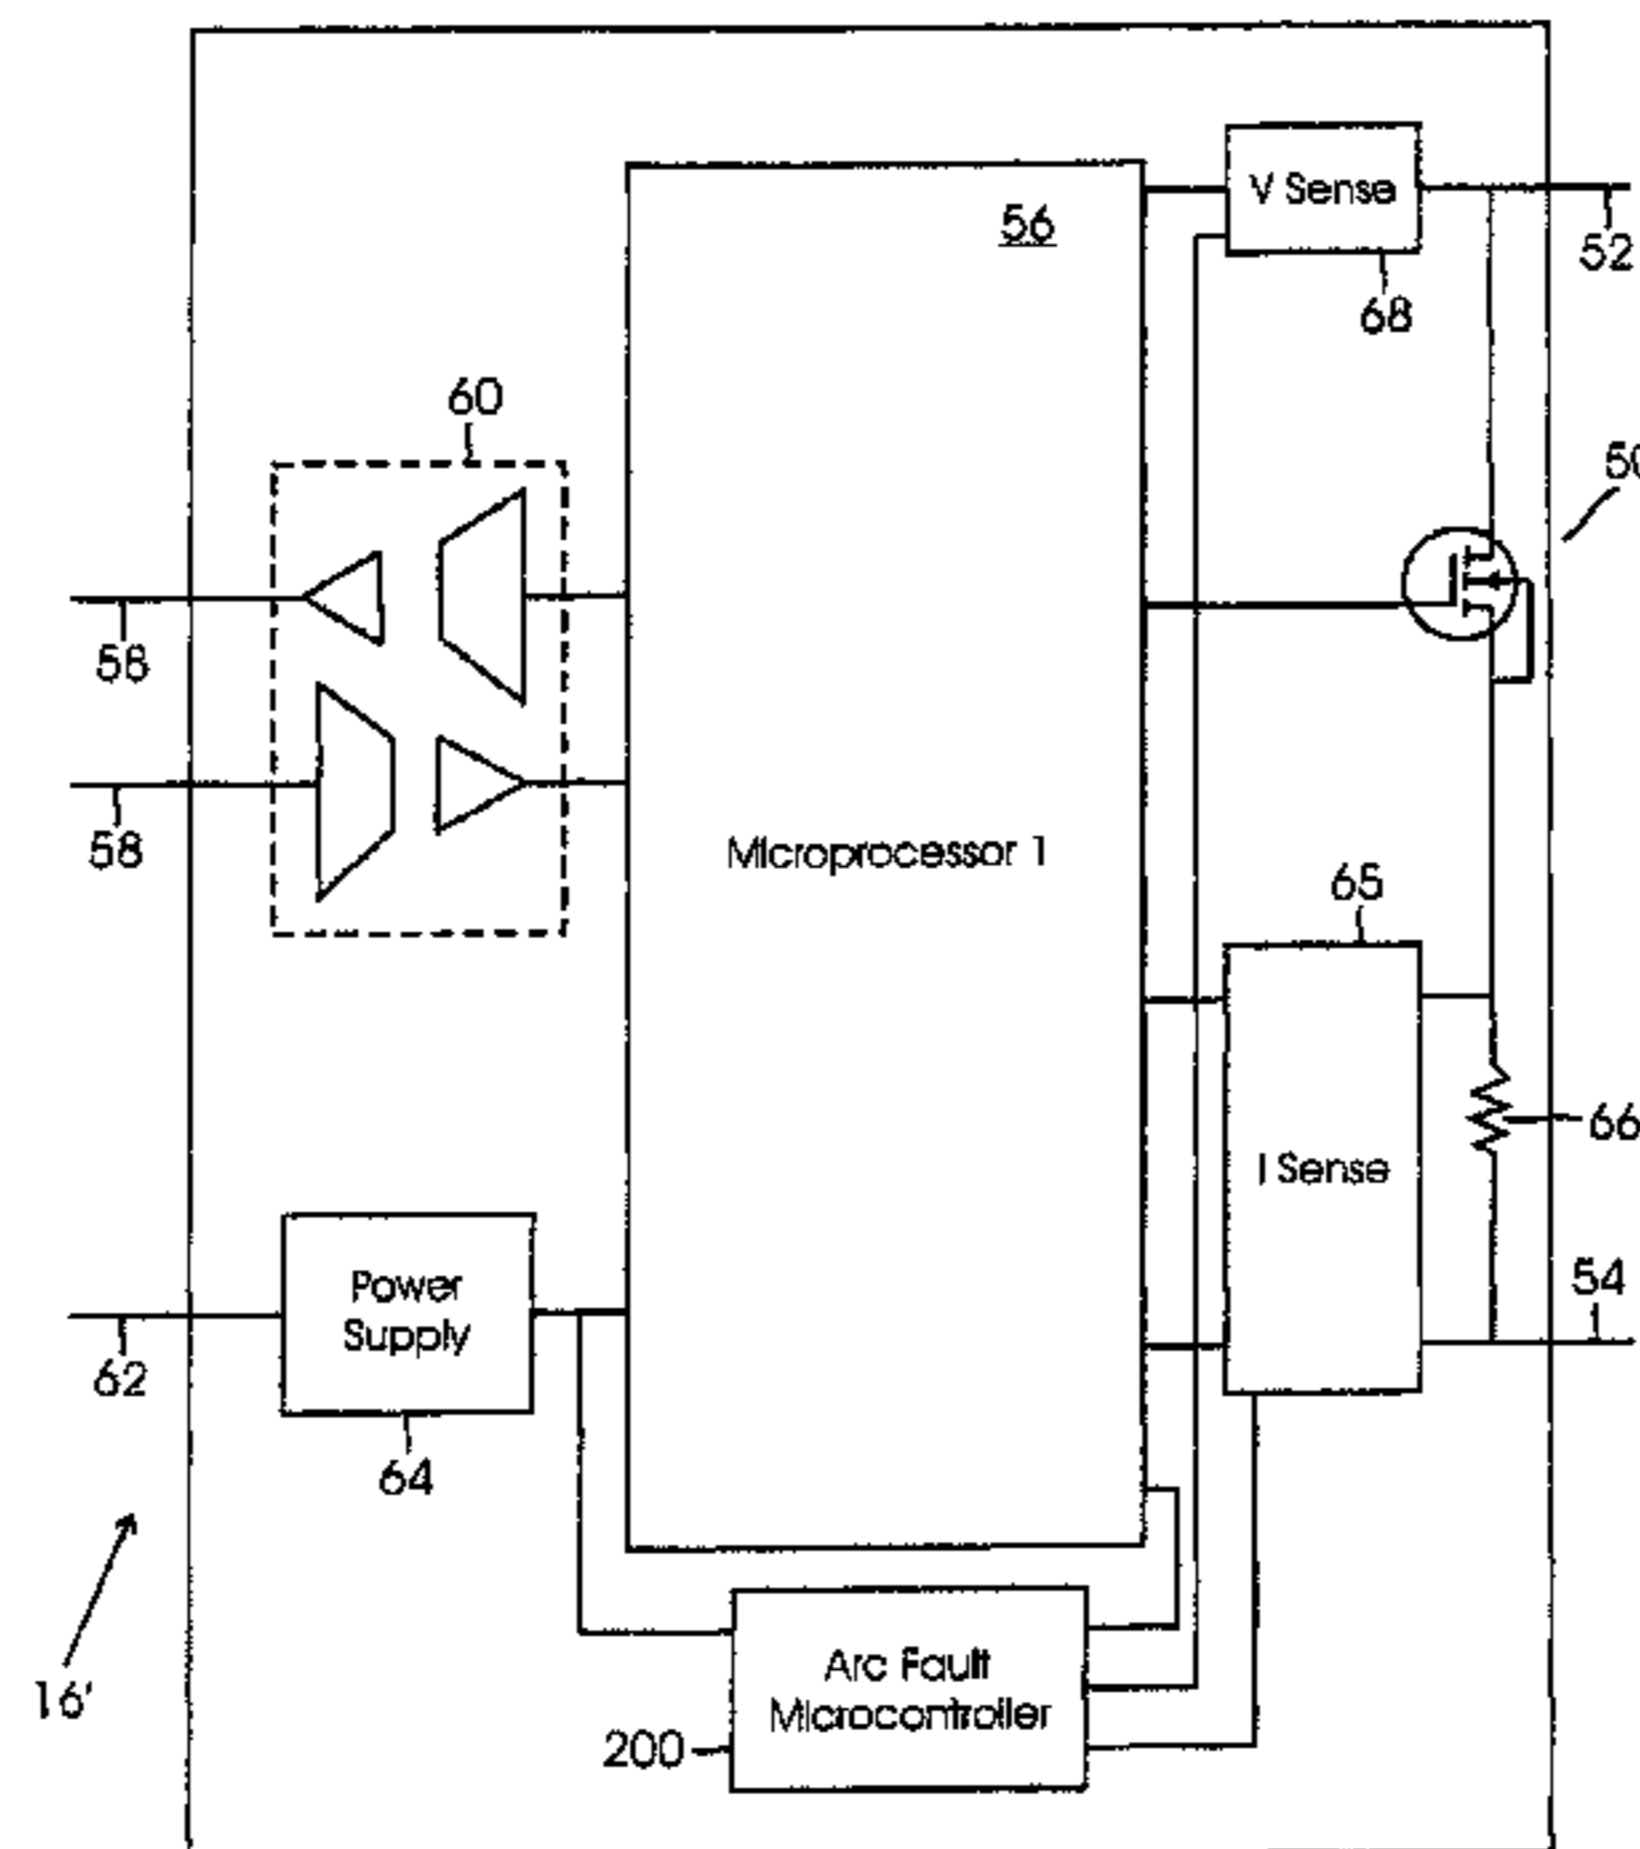 56
V Sense
52
68
60
50
58
58
Microprocessor 1
65
66
I Sense
Power
Supply
54
62
64
16'
Arc Fault
Microcontroller
200